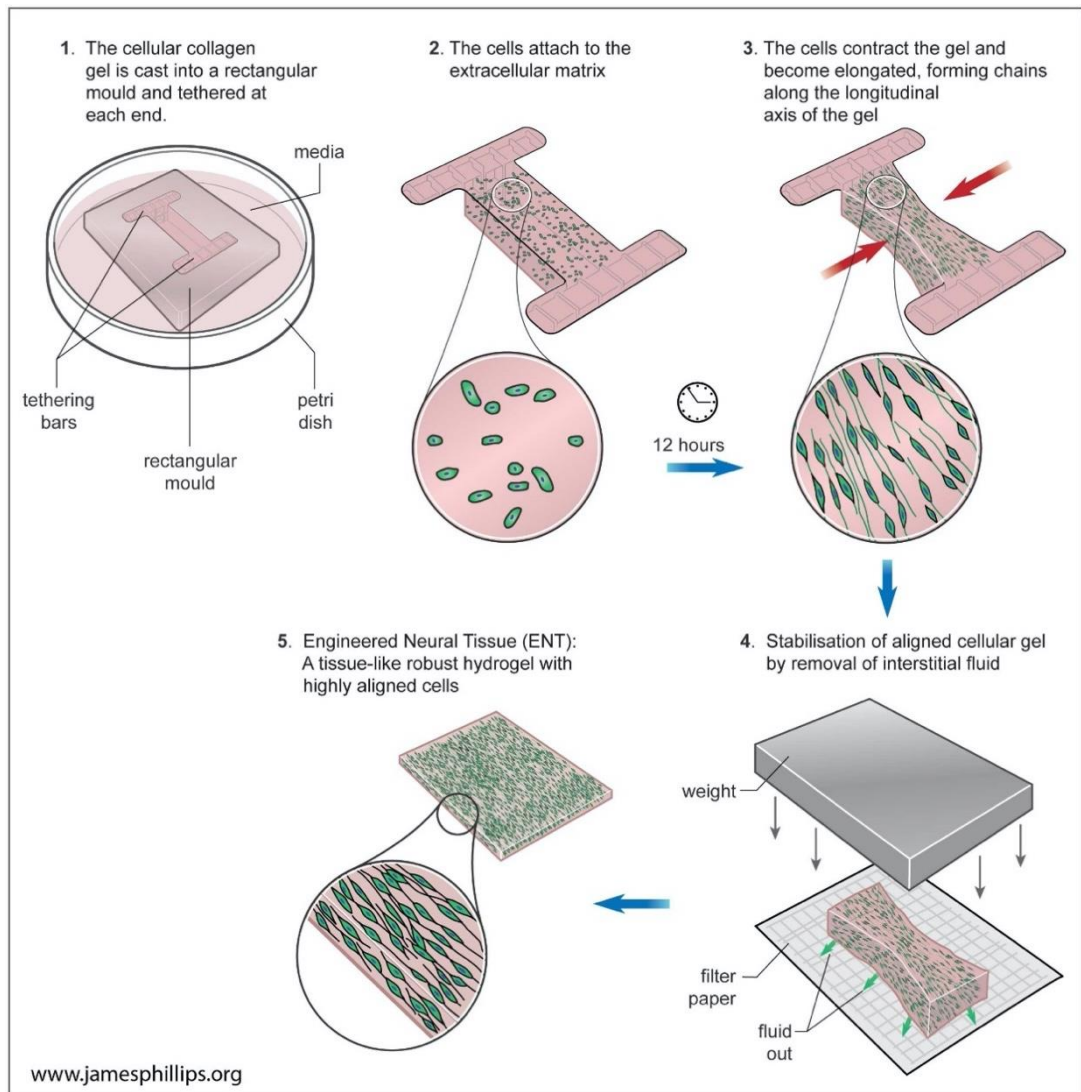 1. The cellular collagen
gel is cast into a rectangular
mould and tethered at
each end.
media
tethering
bars
rectangular
mould
petri
dish
2. The cells attach to the
extracellular matrix
12 hours
3. The cells contract the gel and
become elongated, forming chains
along the longitudinal
axis of the gel
4. Stabilisation of aligned cellular gel
by removal of interstitial fluid
weight
filter
paper
fluid
out
5. Engineered Neural Tissue (ENT):
A tissue-like robust hydrogel with
highly aligned cells
www.jamesphillips.org